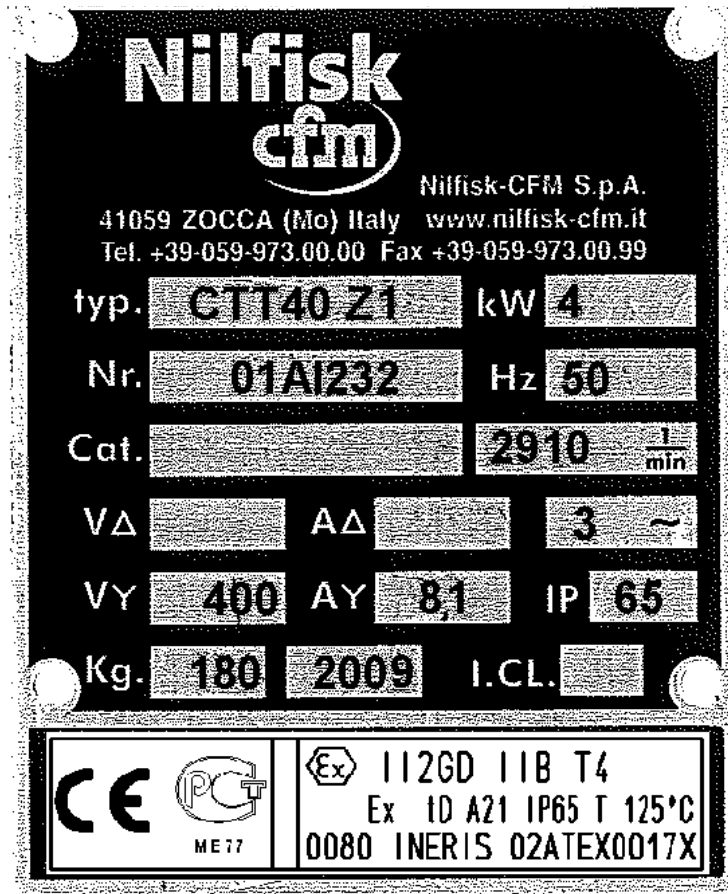 Nilfisk
cfm
Nilfisk-CFM S.p.A.
41059 ZOCCA (Mo) Italy www.nilfisk-cfm.it
Tel. +39-059-973.00.00 Fax +39-059-973.00.99
typ. CTT40 Z1 kW 4
Nr. 01AI232 Hz 50
Cat. 2910 1/min
VΔ AΔ 3 ~
VY 400 AY 8,1 IP 65
Kg. 180 2009 I.CL.
CE PCT Ex II2GD IIB T4
Ex tD A21 IP65 T 125°C
ME77 0080 INERIS 02ATEX0017X